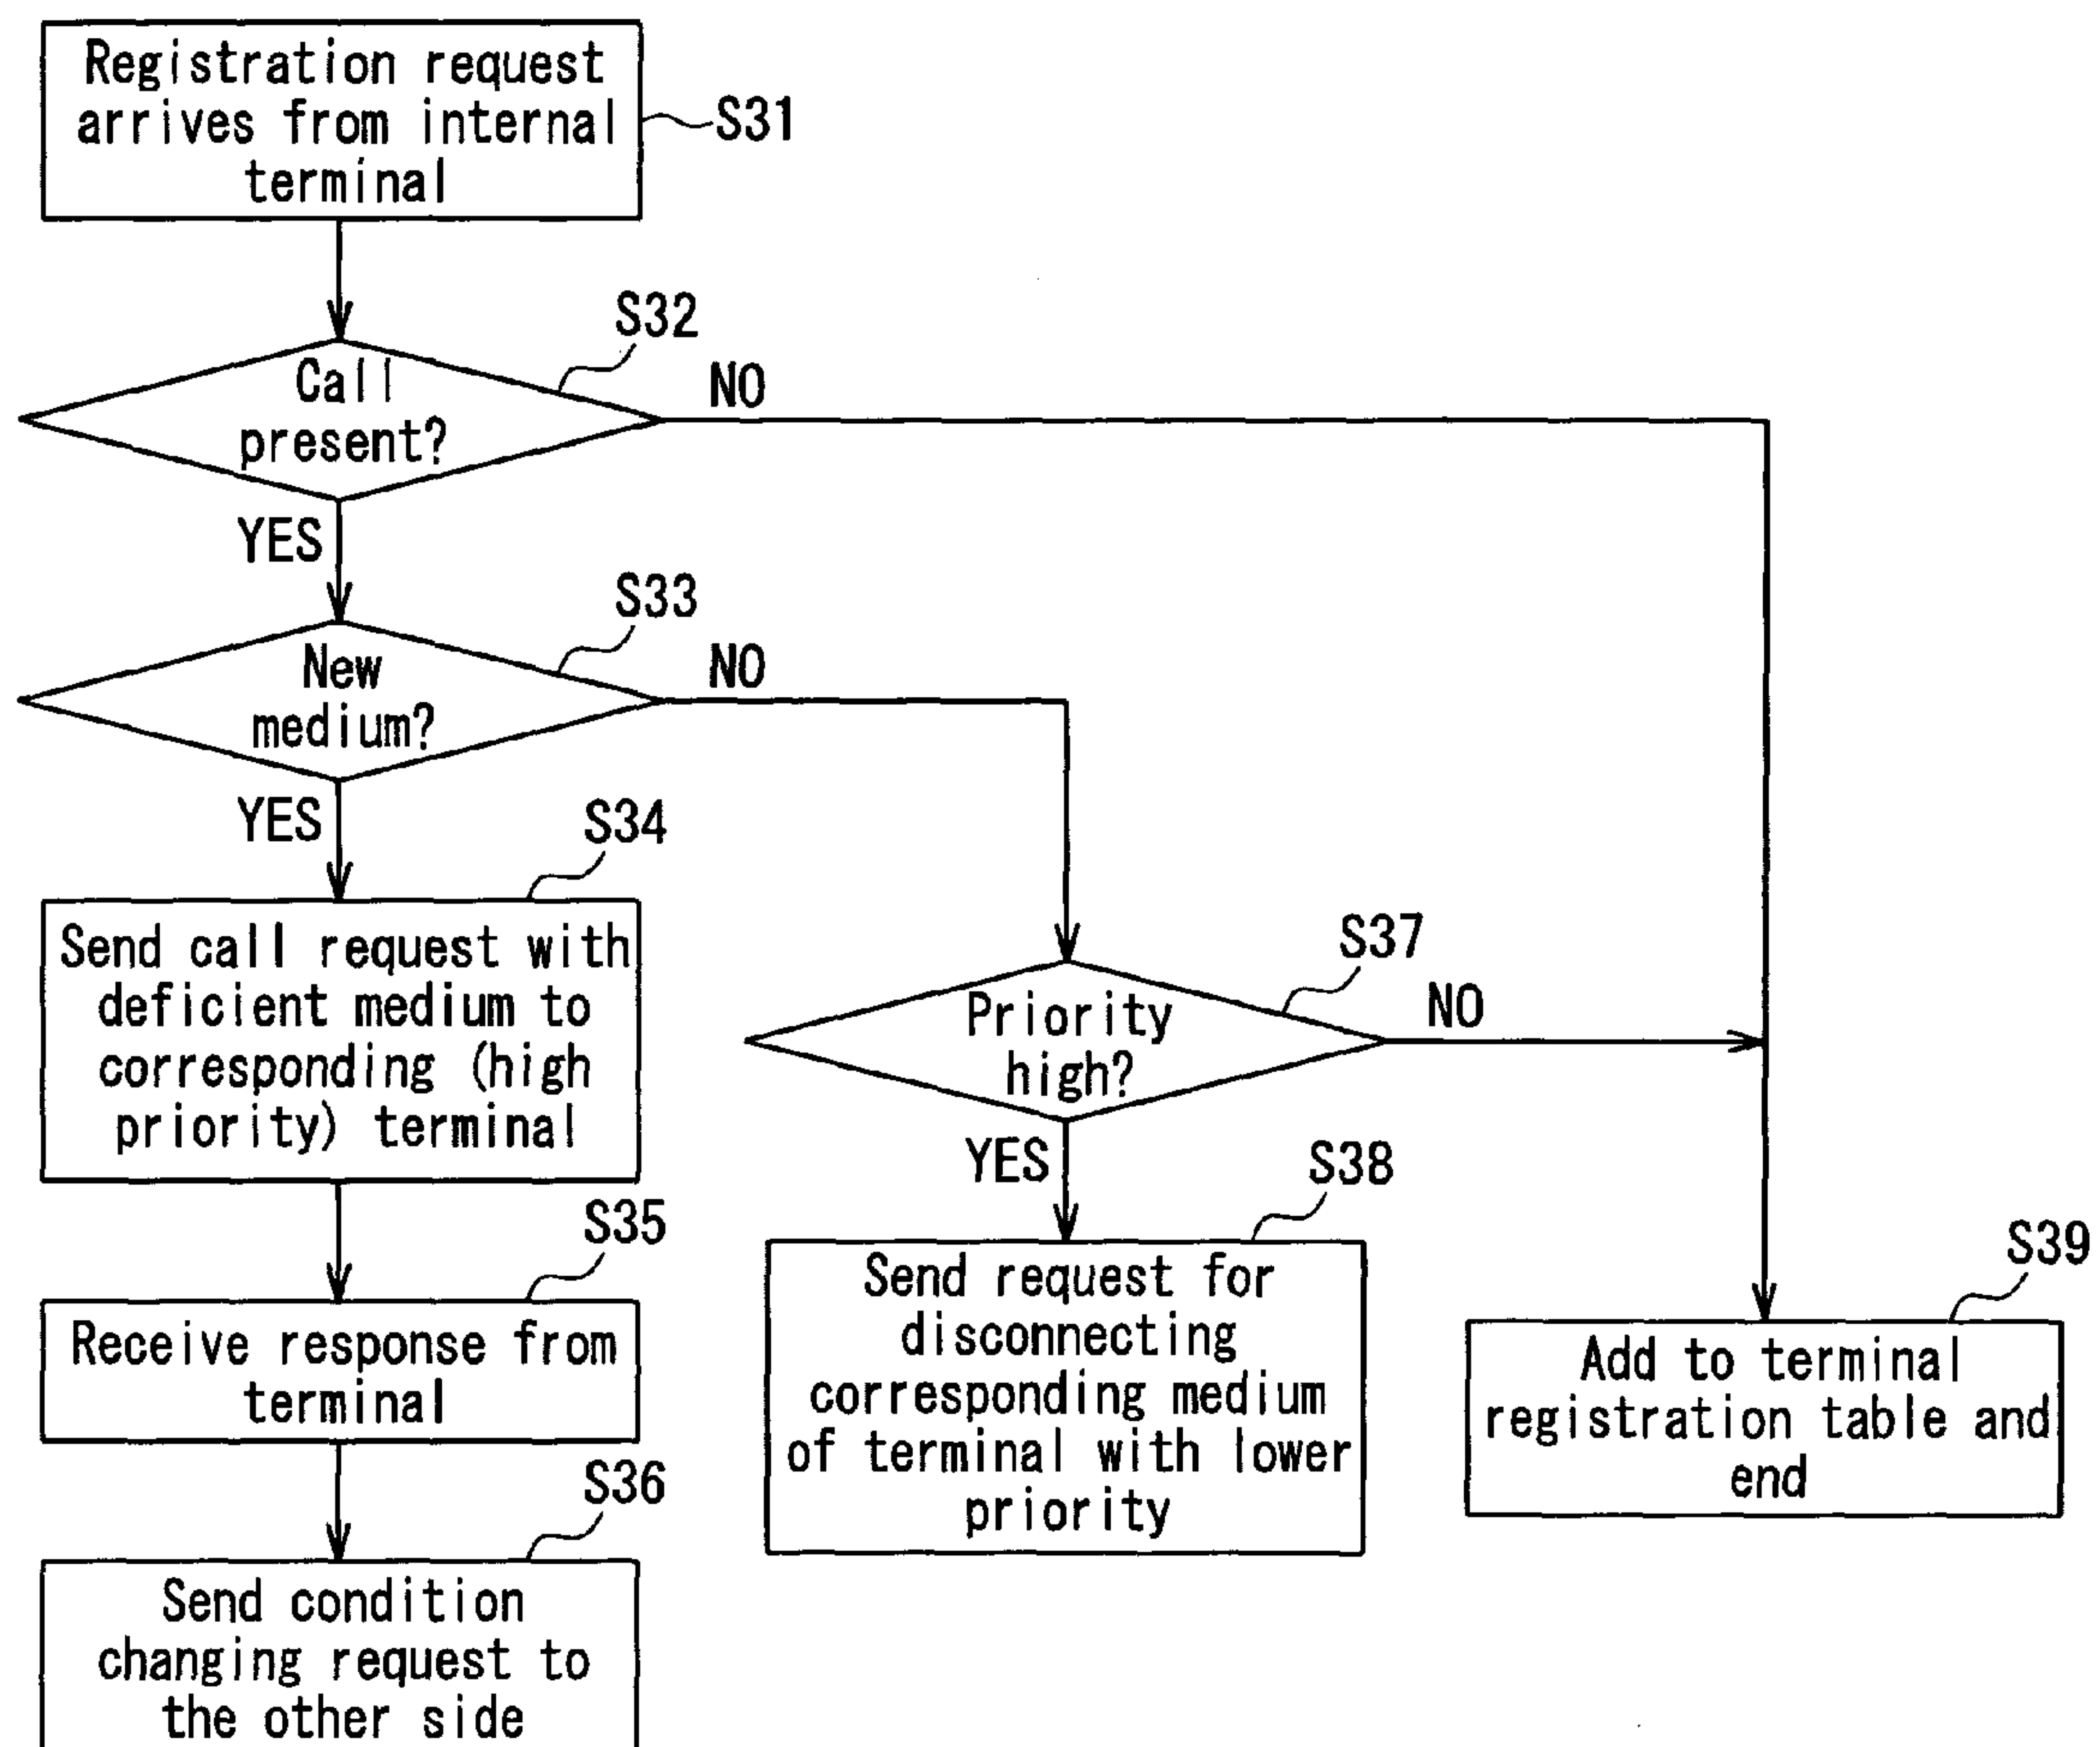 Registration request
arrives from internal
terminal
S31
S32
Call
present?
NO
YES
S33
New
medium?
NO
YES
S34
Send call request with
deficient medium to
corresponding (high
priority) terminal
S35
Receive response from
terminal
S36
Send condition
changing request to
the other side
S37
Priority
high?
NO
YES
S38
Send request for
disconnecting
corresponding medium
of terminal with lower
priority
S39
Add to terminal
registration table and
end